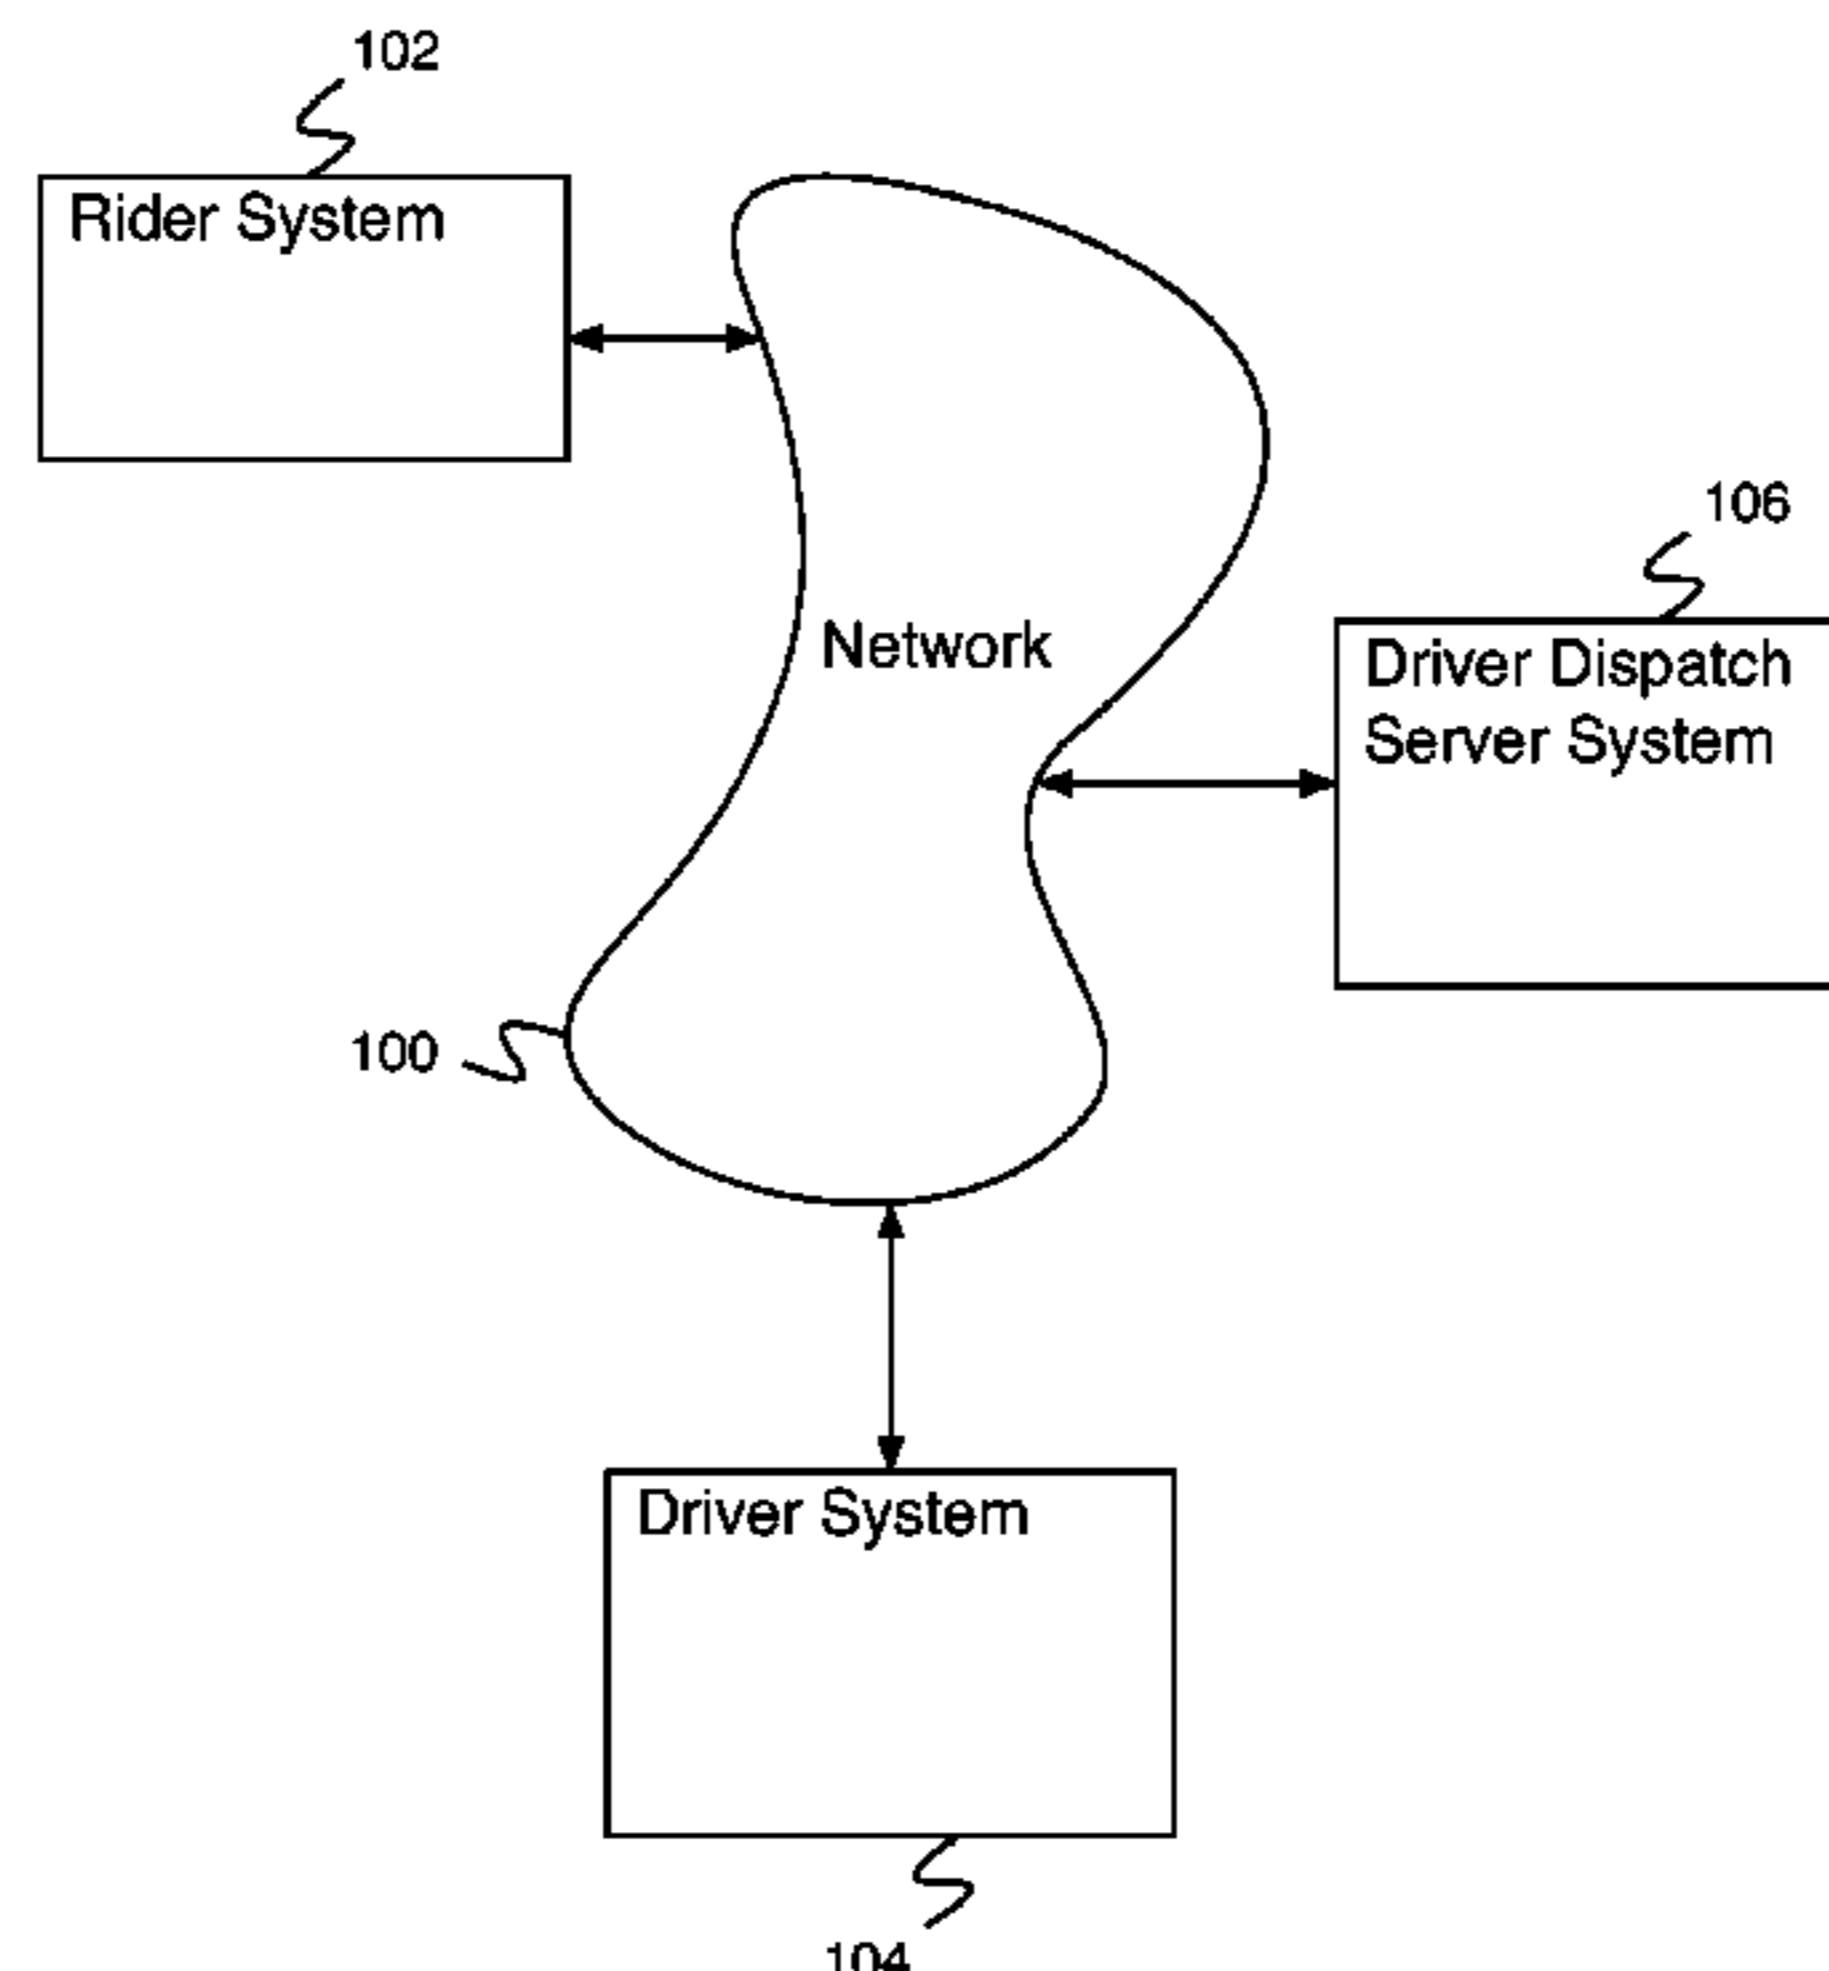 102
Rider System
106
Network
Driver Dispatch
Server System
100
Driver System
104